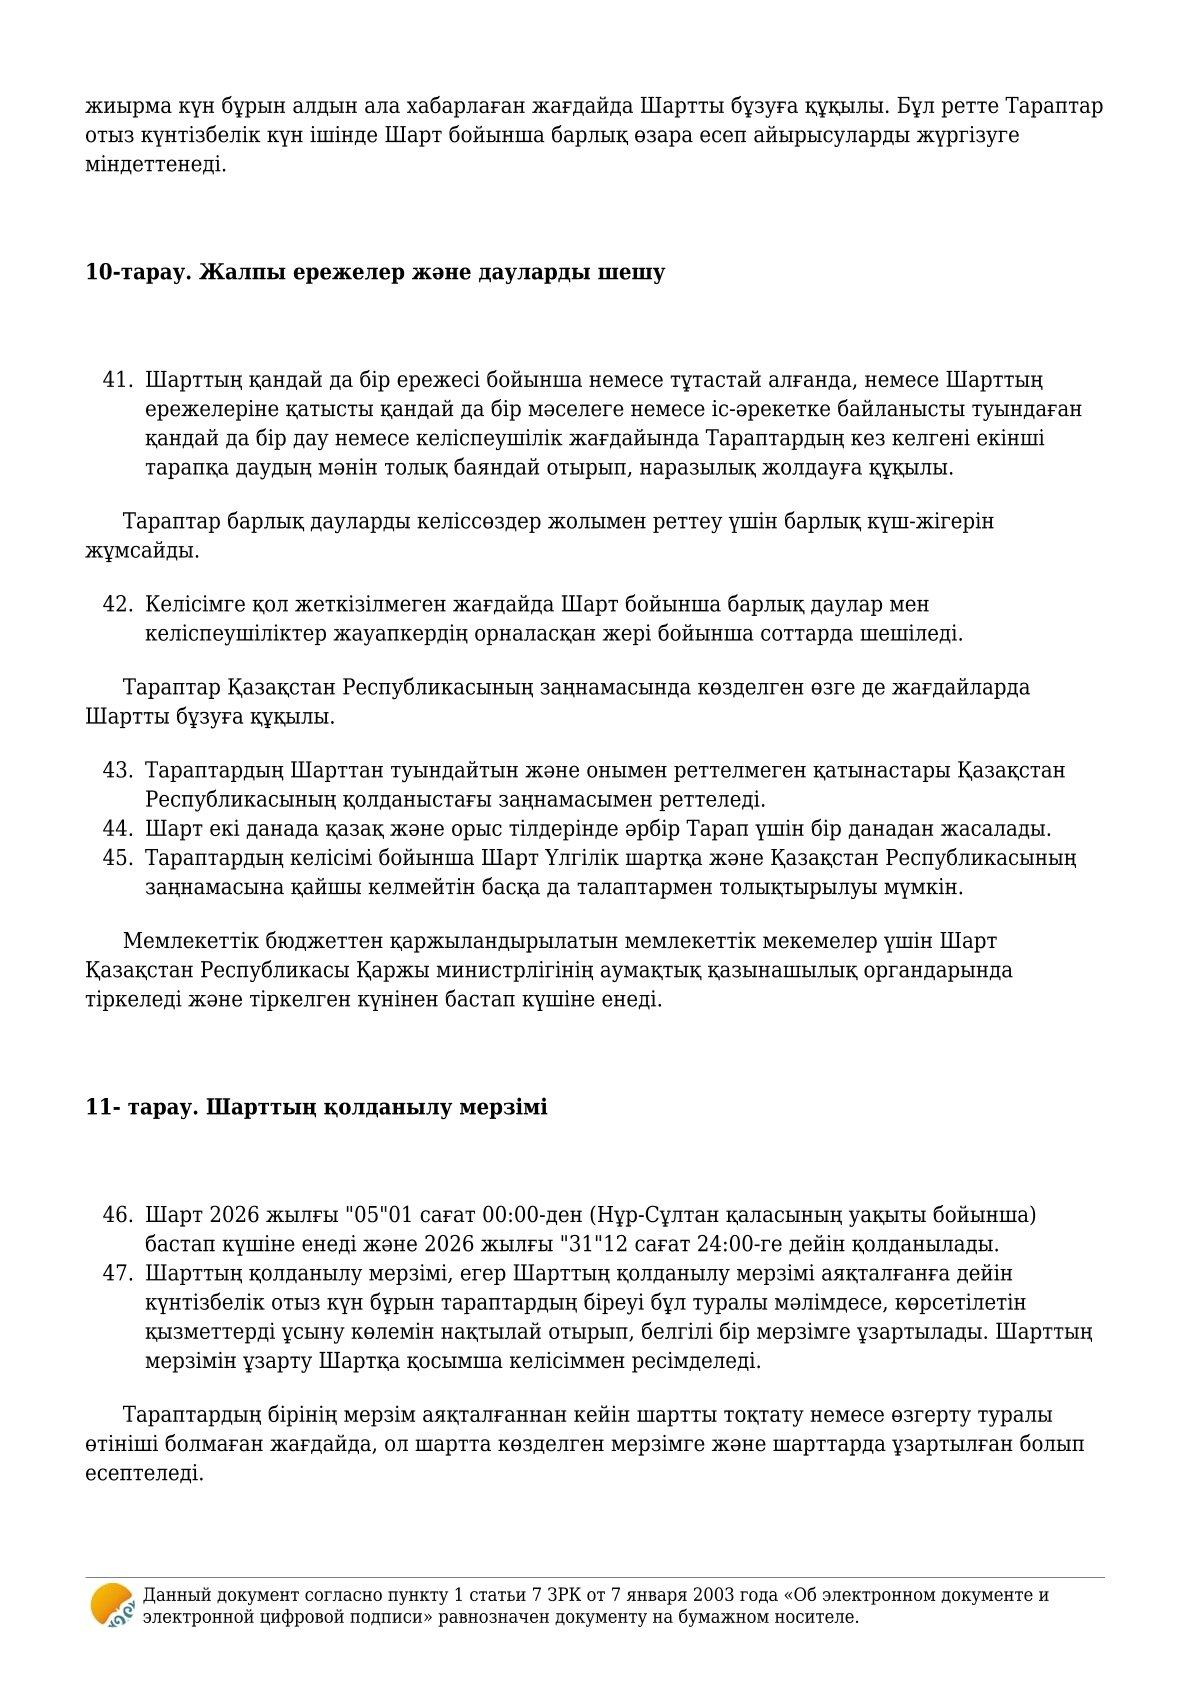 жиырма күн бұрын алдын ала хабарлаған жағдайда Шартты бұзуға құқылы. Бұл ретте Тараптар
отыз күнтізбелік күн ішінде Шарт бойынша барлық өзара есеп айырысуларды жүргізуге
міндеттенеді.
10-тарау. Жалпы ережелер және дауларды шешу
41. Шарттың қандай да бір ережесі бойынша немесе тұтастай алғанда, немесе Шарттың
ережелеріне қатысты қандай да бір мәселеге немесе іс-әрекетке байланысты туындаған
қандай да бір дау немесе келіспеушілік жағдайында Тараптардың кез келгені екінші
тарапқа даудың мәнін толық баяндай отырып, наразылық жолдауға құқылы.
Тараптар барлық дауларды келіссөздер жолымен реттеу үшін барлық күш-жігерін
жұмсайды.
42. Келісімге қол жеткізілмеген жағдайда Шарт бойынша барлық даулар мен
келіспеушіліктер жауапкердің орналасқан жері бойынша соттарда шешіледі.
Тараптар Қазақстан Республикасының заңнамасында көзделген өзге де жағдайларда
Шартты бұзуға құқылы.
43. Тараптардың Шарттан туындайтын және онымен реттелмеген қатынастары Қазақстан
Республикасының қолданыстағы заңнамасымен реттеледі.
44. Шарт екі данада қазақ және орыс тілдерінде әрбір Тарап үшін бір данадан жасалады.
45. Тараптардың келісімі бойынша Шарт Үлгілік шартқа және Қазақстан Республикасының
заңнамасына қайшы келмейтін басқа да талаптармен толықтырылуы мүмкін.
Мемлекеттік бюджеттен қаржыландырылатын мемлекеттік мекемелер үшін Шарт
Қазақстан Республикасы Қаржы министрлігінің аумақтық қазынашылық органдарында
тіркеледі және тіркелген күнінен бастап күшіне енеді.
11- тарау. Шарттың қолданылу мерзімі
46. Шарт 2026 жылғы "05"01 сағат 00:00-ден (Нұр-Сұлтан қаласының уақыты бойынша)
бастап күшіне енеді және 2026 жылғы "31"12 сағат 24:00-ге дейін қолданылады.
47. Шарттың қолданылу мерзімі, егер Шарттың қолданылу мерзімі аяқталғанға дейін
күнтізбелік отыз күн бұрын тараптардың біреуі бұл туралы мәлімдесе, көрсетілетін
қызметтерді ұсыну көлемін нақтылай отырып, белгілі бір мерзімге ұзартылады. Шарттың
мерзімін ұзарту Шартқа қосымша келісіммен ресімделеді.
Тараптардың бірінің мерзім аяқталғаннан кейін шартты тоқтату немесе өзгерту туралы
өтініші болмаған жағдайда, ол шартта көзделген мерзімге және шарттарда ұзартылған болып
есептеледі.
Данный документ согласно пункту 1 статьи 7 ЗРК от 7 января 2003 года «Об электронном документе и
электронной цифровой подписи» равнозначен документу на бумажном носителе.